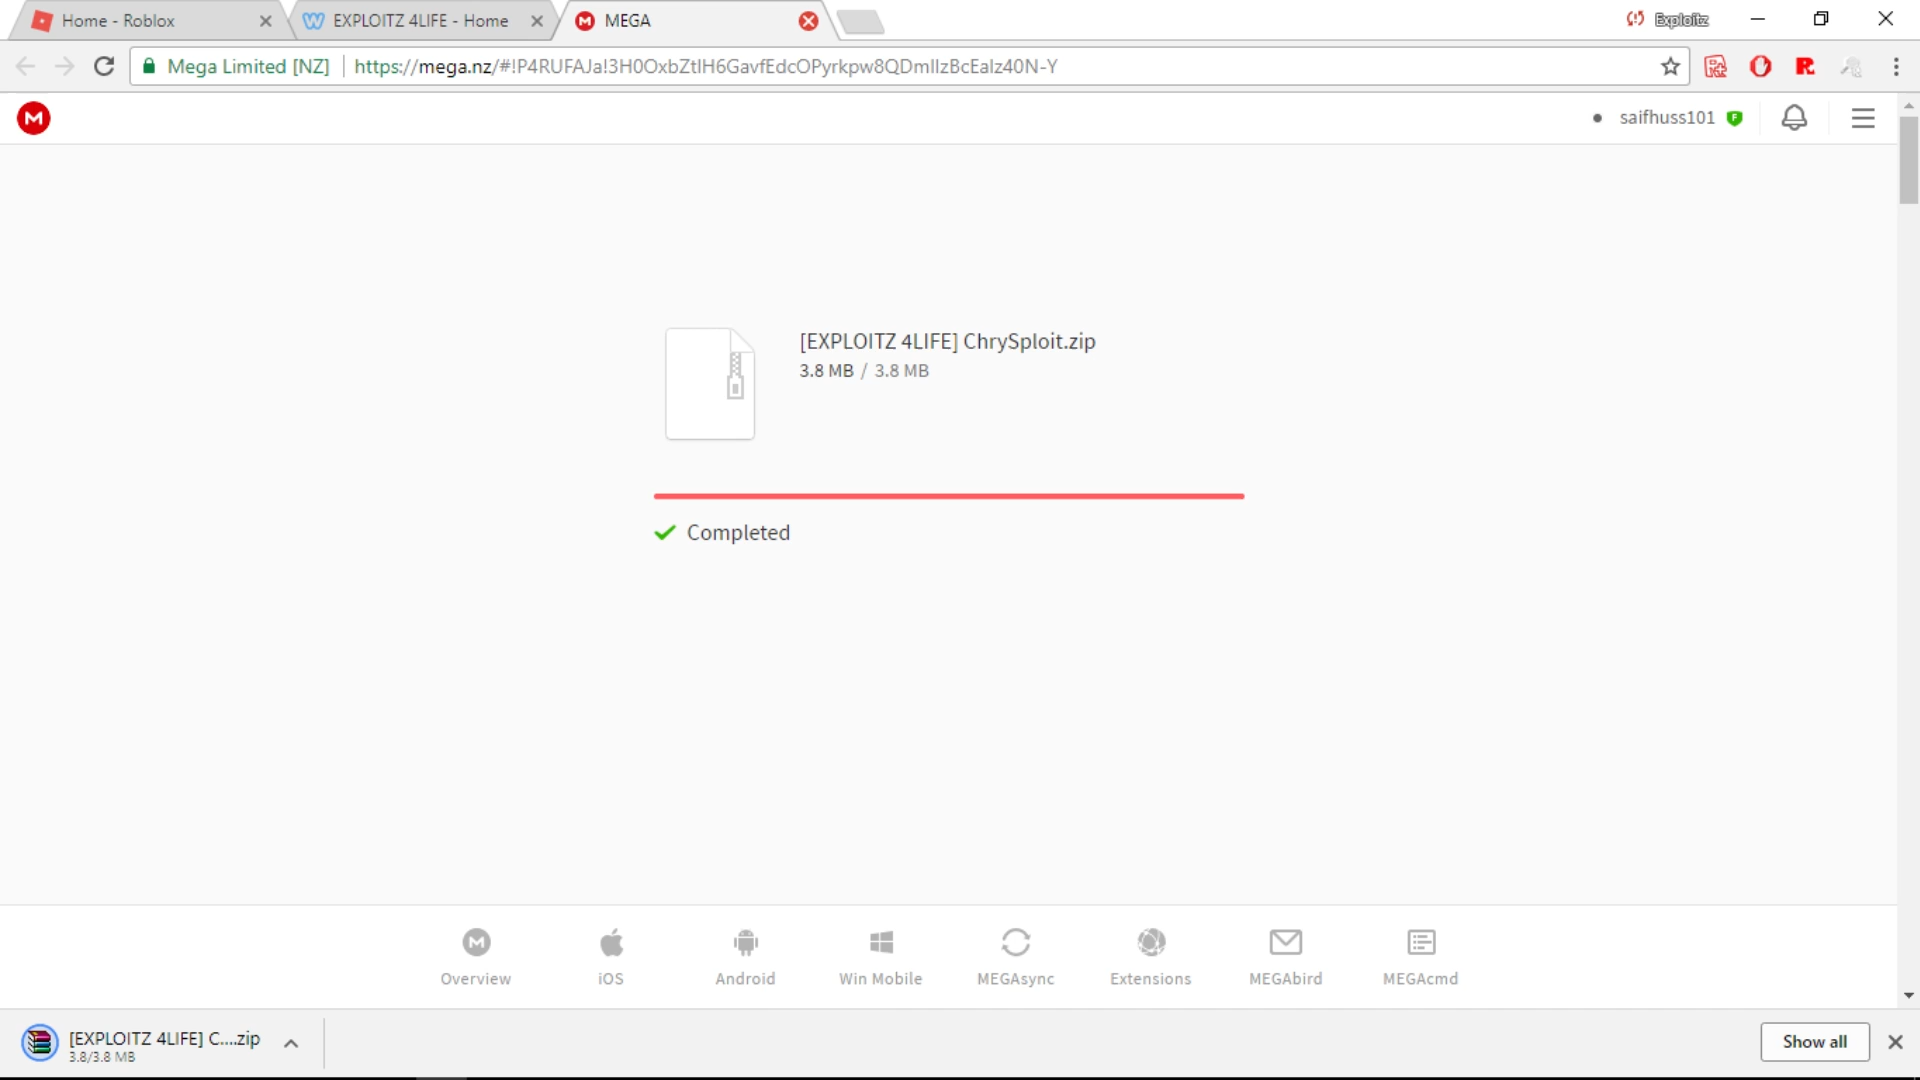 Home - Roblox
EXPLOITZ 4LIFE - Home
MEGA
Exploitz
Mega Limited [NZ]
https://mega.nz/#!P4RUFAJa!3H0OxbZtIH6GavfEdcOPyrkpw8QDmIIzBcEaIz40N-Y
saifhuss101
[EXPLOITZ 4LIFE] ChrySploit.zip
3.8 MB / 3.8 MB
Completed
Overview
iOS
Android
Win Mobile
MEGAsync
Extensions
MEGAbird
MEGAcmd
[EXPLOITZ 4LIFE] C....zip
3.8/3.8 MB
Show all